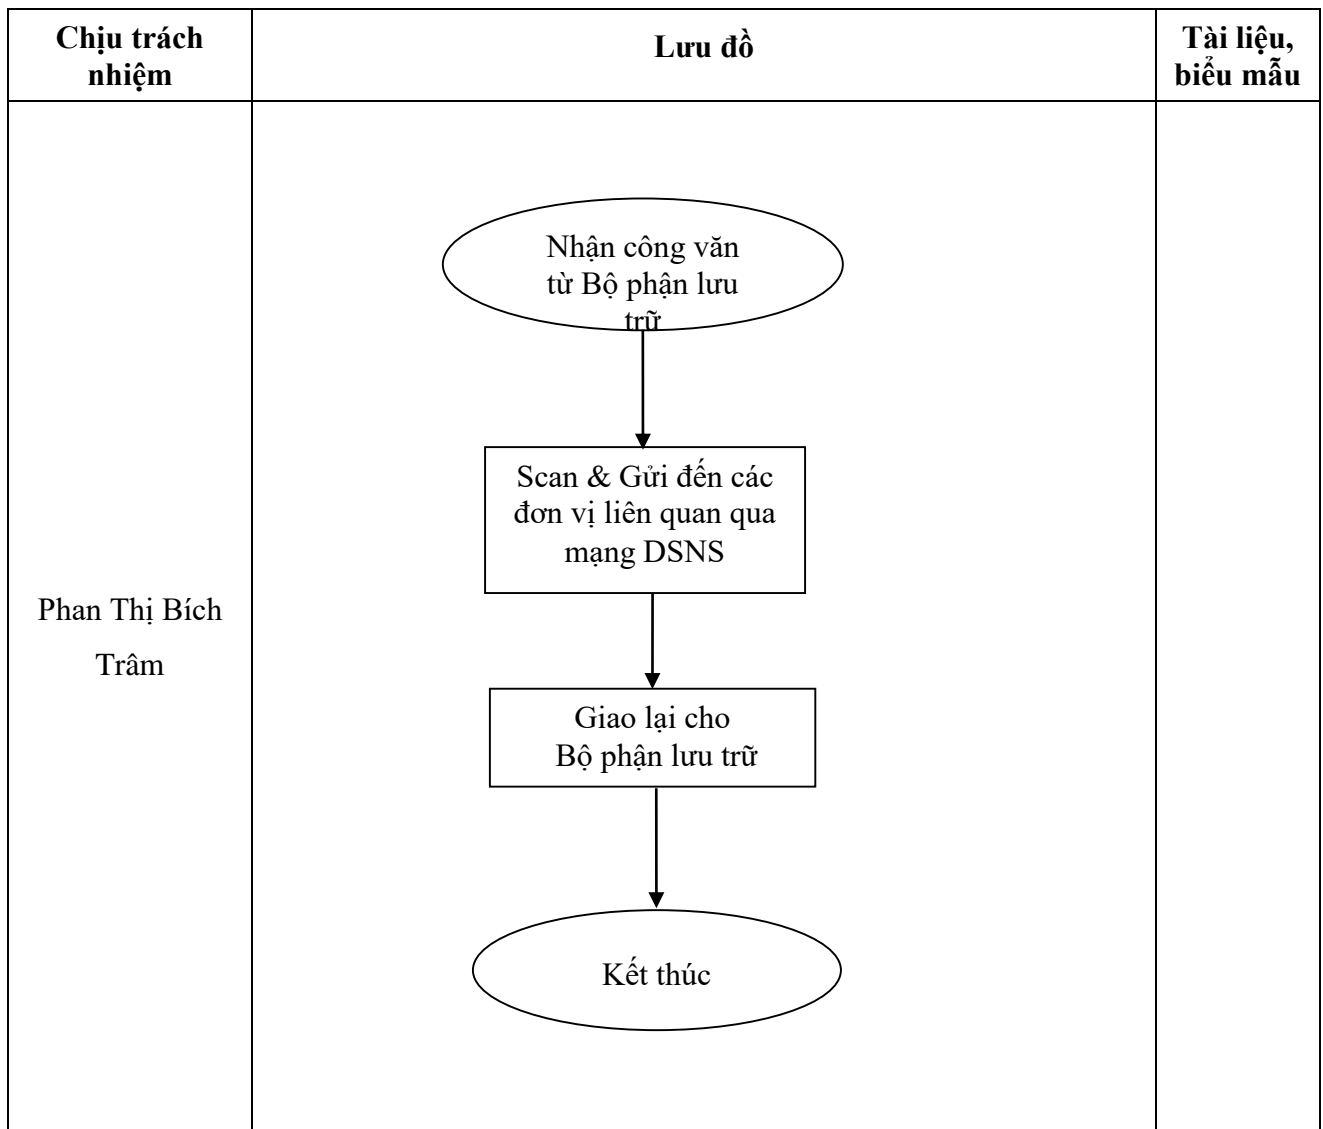 Chịu trách
nhiệm
Lưu đồ
Tài liệu,
biểu mẫu
Phan Thị Bích
Trâm
Nhận công văn
từ Bộ phận lưu
trữ
Scan & Gửi đến các
đơn vị liên quan qua
mạng DSNS
Giao lại cho
Bộ phận lưu trữ
Kết thúc